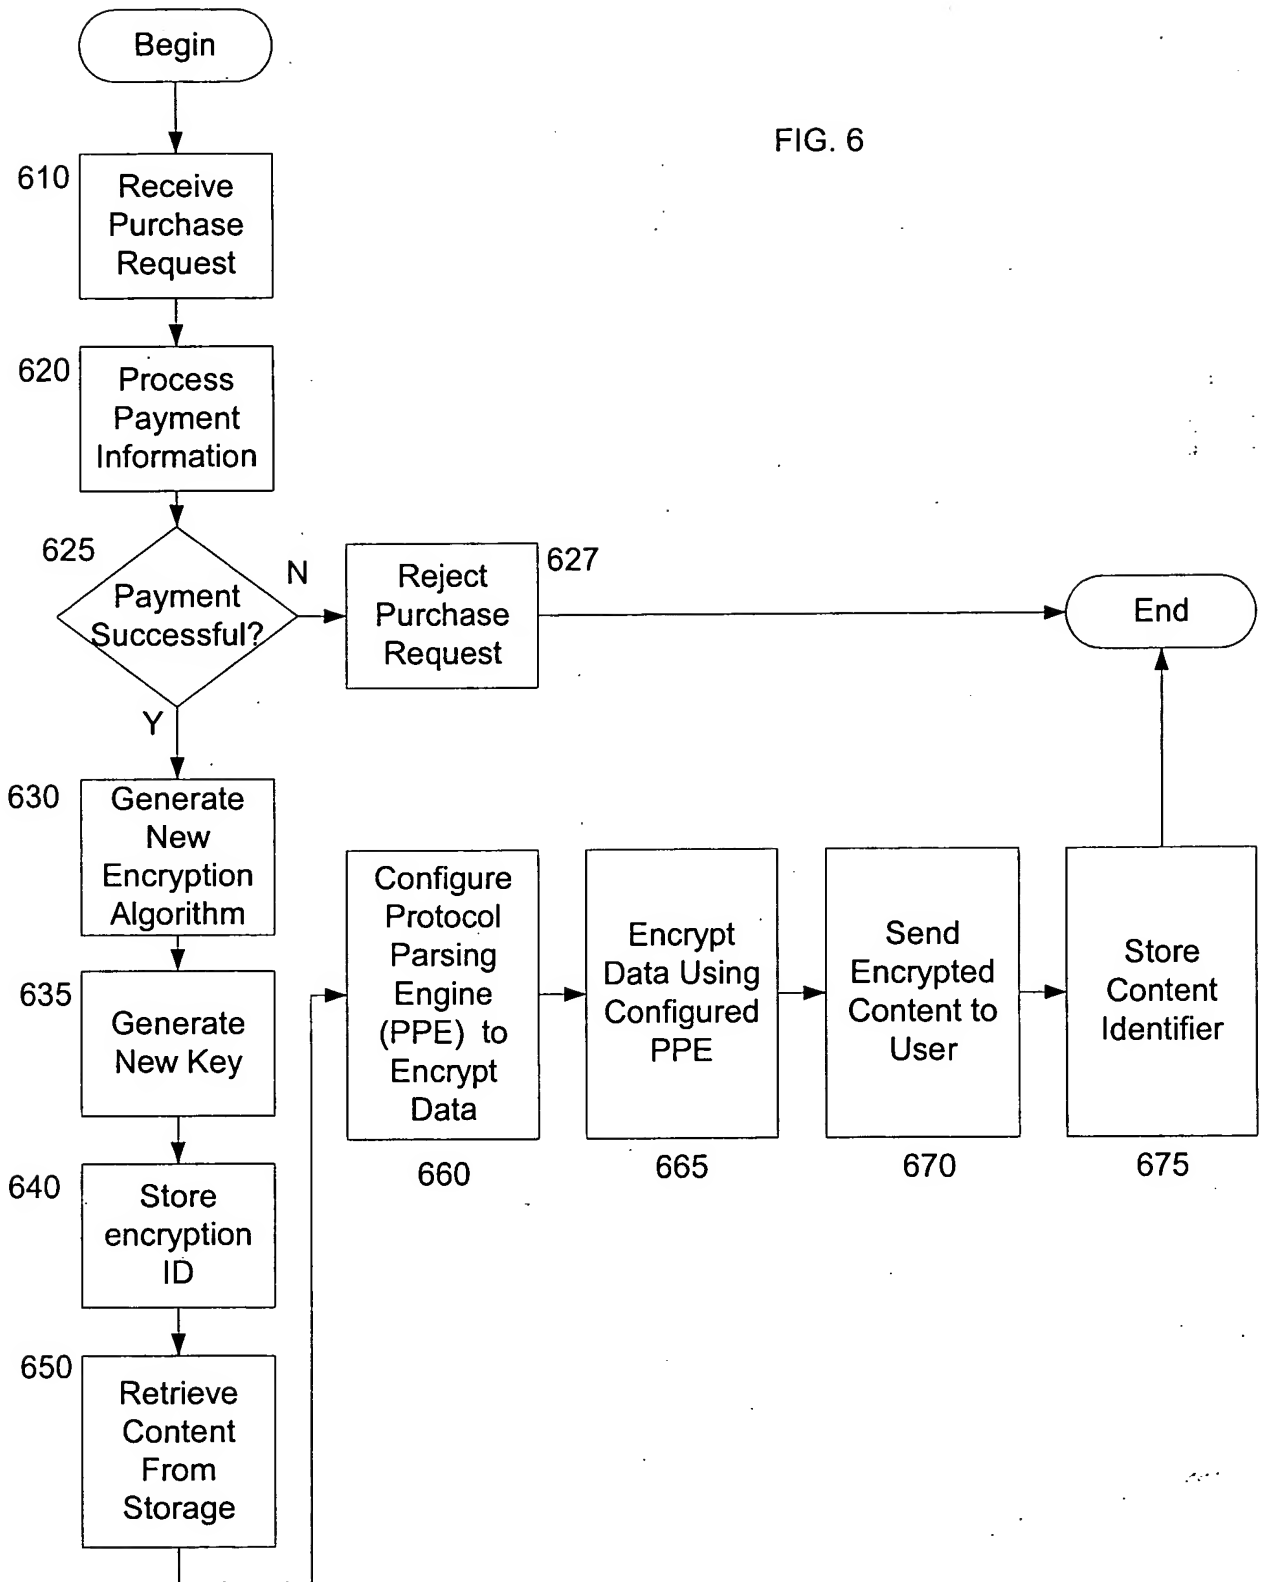 Begin
FIG. 6
610
Receive
Purchase
Request
620
Process
Payment
Information
625
Payment
Successful?
N
Y
Reject
Purchase
Request
627
End
630
Generate
New
Encryption
Algorithm
635
Generate
New Key
640
Store
encryption
ID
650
Retrieve
Content
From
Storage
Configure
Protocol
Parsing
Engine
(PPE) to
Encrypt
Data
660
Encrypt
Data Using
Configured
PPE
665
Send
Encrypted
Content to
User
670
Store
Content
Identifier
675